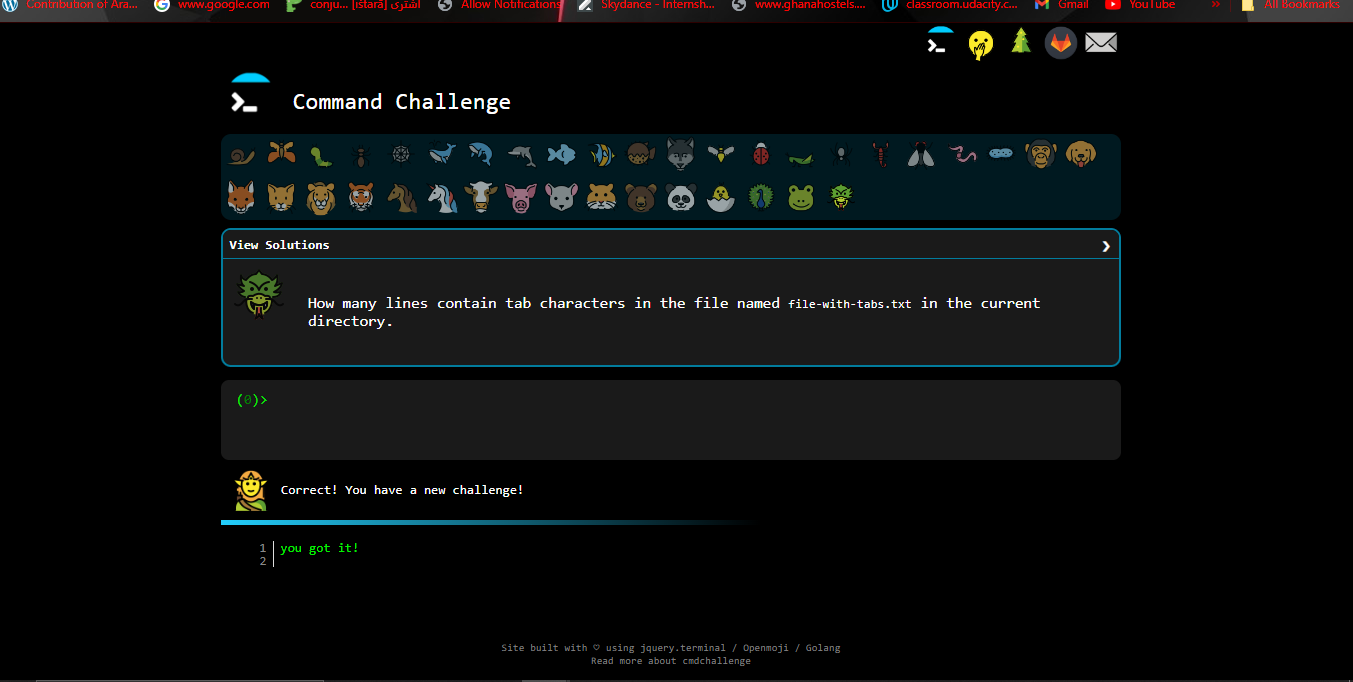 Contribution of Ara... www.google.com conju... [ištarā] اشترى Allow Notifications Skydance - Internsh... www.ghanahostels.... classroom.udacity.c... Gmail YouTube » All Bookmarks
Command Challenge
View Solutions ❯
How many lines contain tab characters in the file named file-with-tabs.txt in the current
directory.
(0)>
Correct! You have a new challenge!
1 you got it!
2
Site built with ♡ using jquery.terminal / Openmoji / Golang
Read more about cmdchallenge